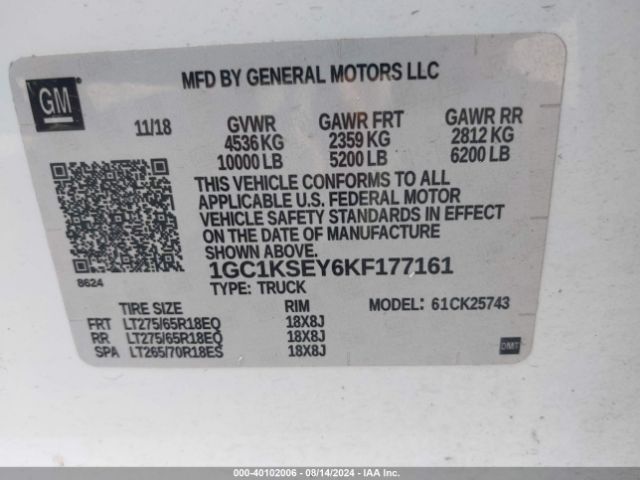 GM
MFD BY GENERAL MOTORS LLC
11/18 GVWR GAWR FRT GAWR RR
4536 KG 2359 KG 2812 KG
10000 LB 5200 LB 6200 LB
THIS VEHICLE CONFORMS TO ALL
APPLICABLE U.S. FEDERAL MOTOR
VEHICLE SAFETY STANDARDS IN EFFECT
ON THE DATE OF MANUFACTURE
SHOWN ABOVE.
8624 1GC1KSEY6KF177161
TYPE: TRUCK
TIRE SIZE RIM MODEL: 61CK25743
FRT LT275/65R18EQ 18X8J
RR LT275/65R18EQ 18X8J
SPA LT265/70R18ES 18X8J
DMT
000-40102006 - 08/14/2024 - IAA Inc.